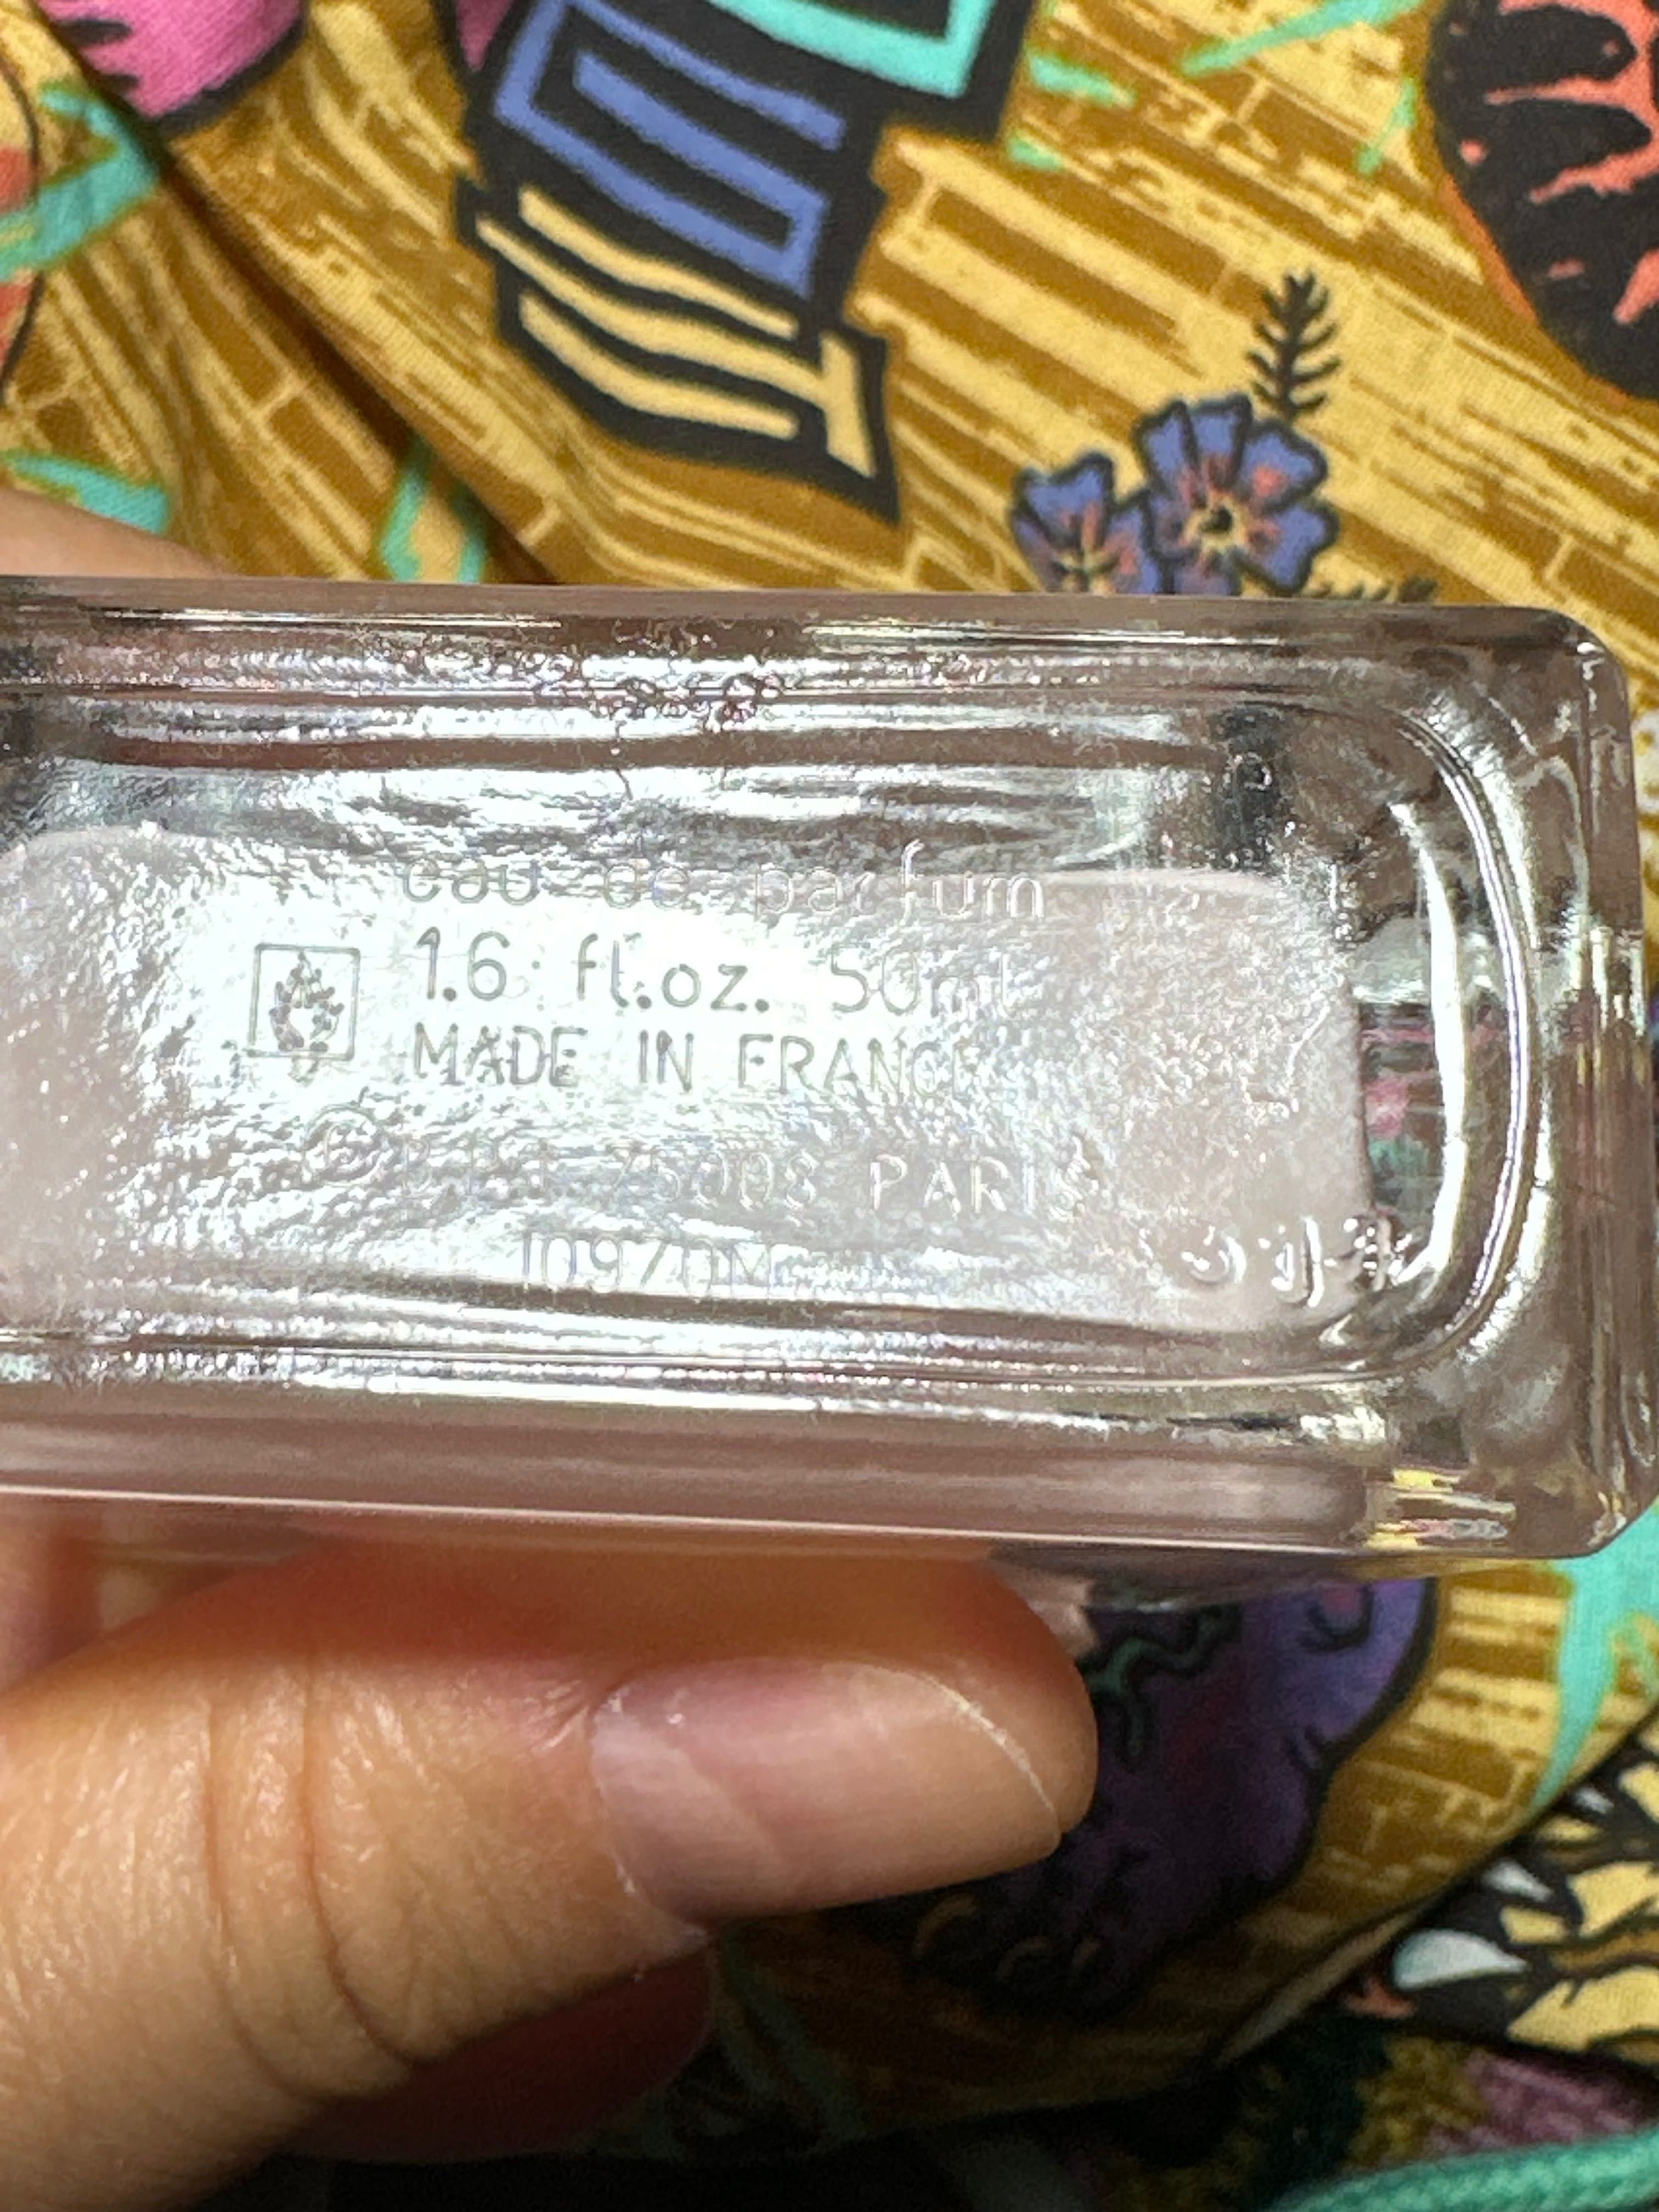 eau de parfum
1.6 fl.oz. 50ml
MADE IN FRANCE
75008 PARIS